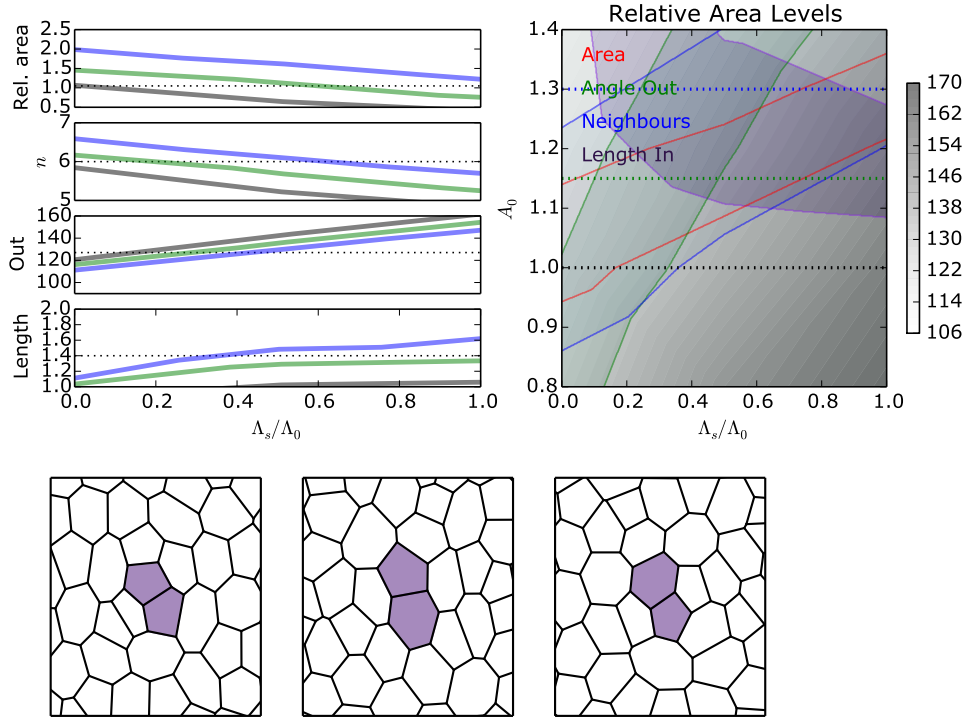 Relative Area Levels
Rel. area
2.5
2.0
1.5
1.0
0.5
n
7
6
5
Out
160
140
120
100
Length
2.0
1.8
1.6
1.4
1.2
1.0
0.0 0.2 0.4 0.6 0.8 1.0
Λs/Λ0
A0
1.4
1.3
1.2
1.1
1.0
0.9
0.8
Area
Angle Out
Neighbours
Length In
0.0 0.2 0.4 0.6 0.8 1.0
Λs/Λ0
170
162
154
146
138
130
122
114
106